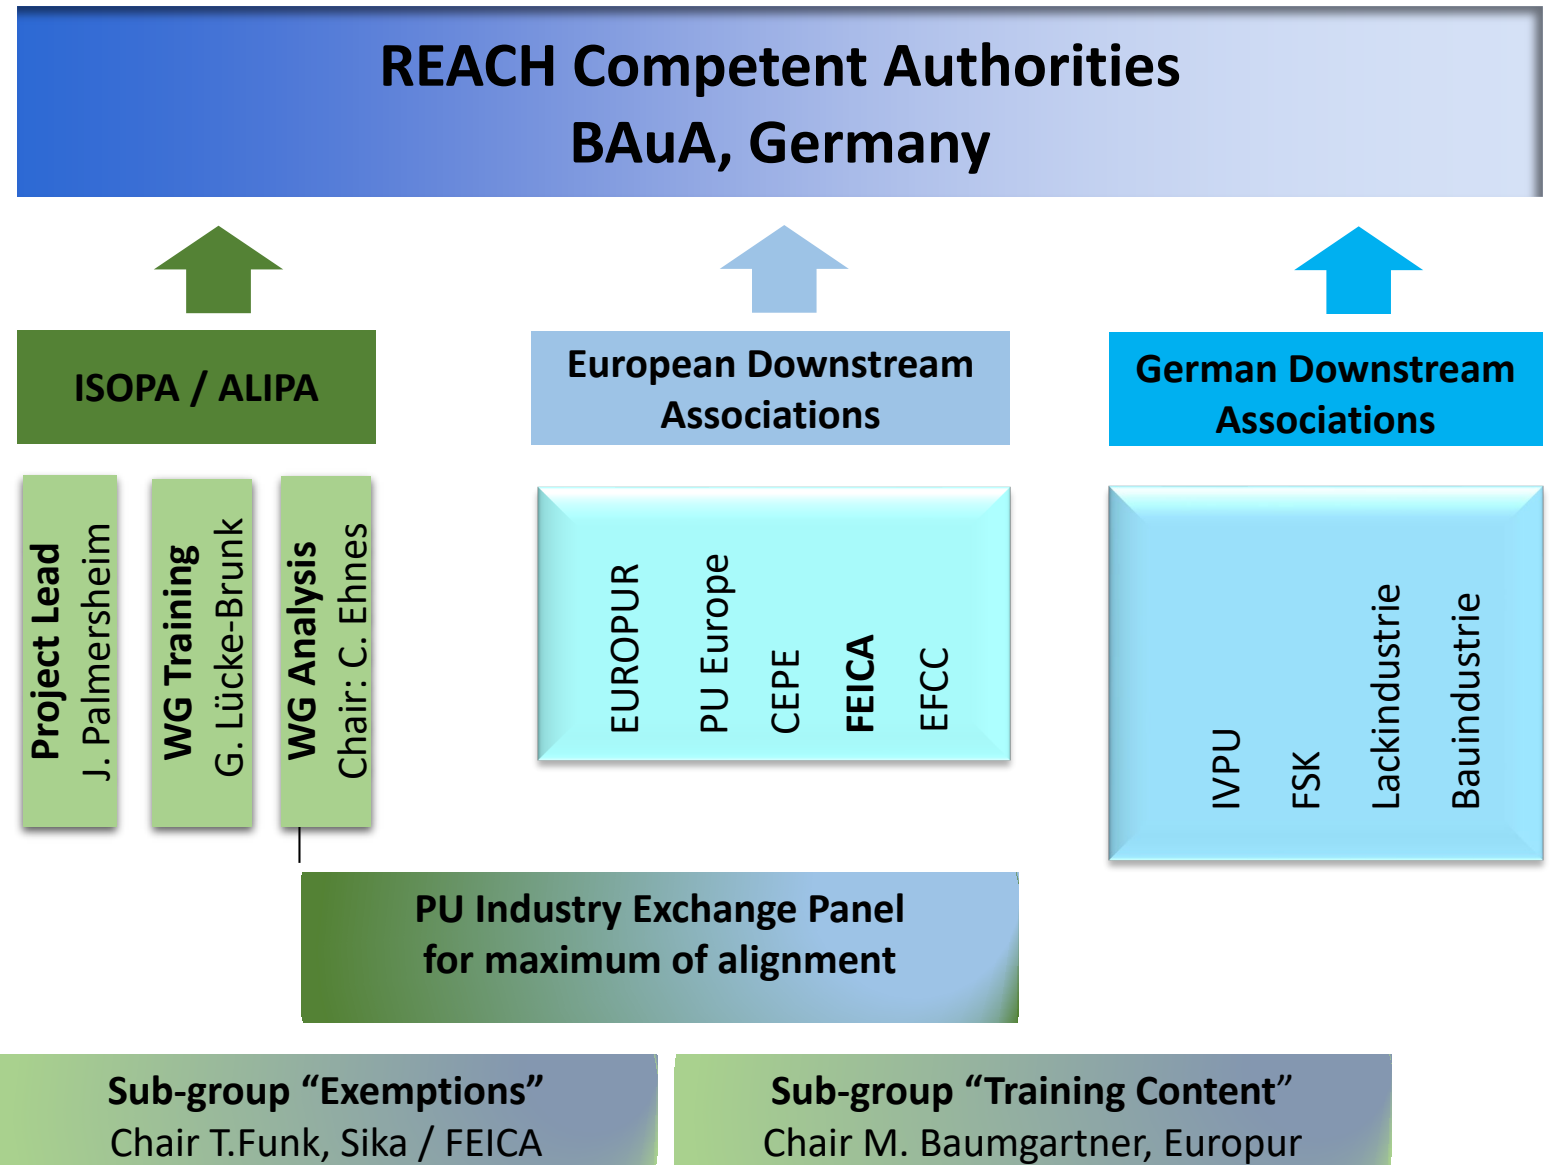 REACH Competent Authorities
BAuA, Germany
ISOPA / ALIPA
European Downstream
Associations
German Downstream
Associations
Project Lead
J. Palmersheim
WG Training
G. Lücke-Brunk
WG Analysis
Chair: C. Ehnes
EUROPUR
PU Europe
CEPE
FEICA
EFCC
IVPU
FSK
Lackindustrie
Bauindustrie
PU Industry Exchange Panel
for maximum of alignment
Sub-group “Exemptions”
Chair T.Funk, Sika / FEICA
Sub-group “Training Content”
Chair M. Baumgartner, Europur